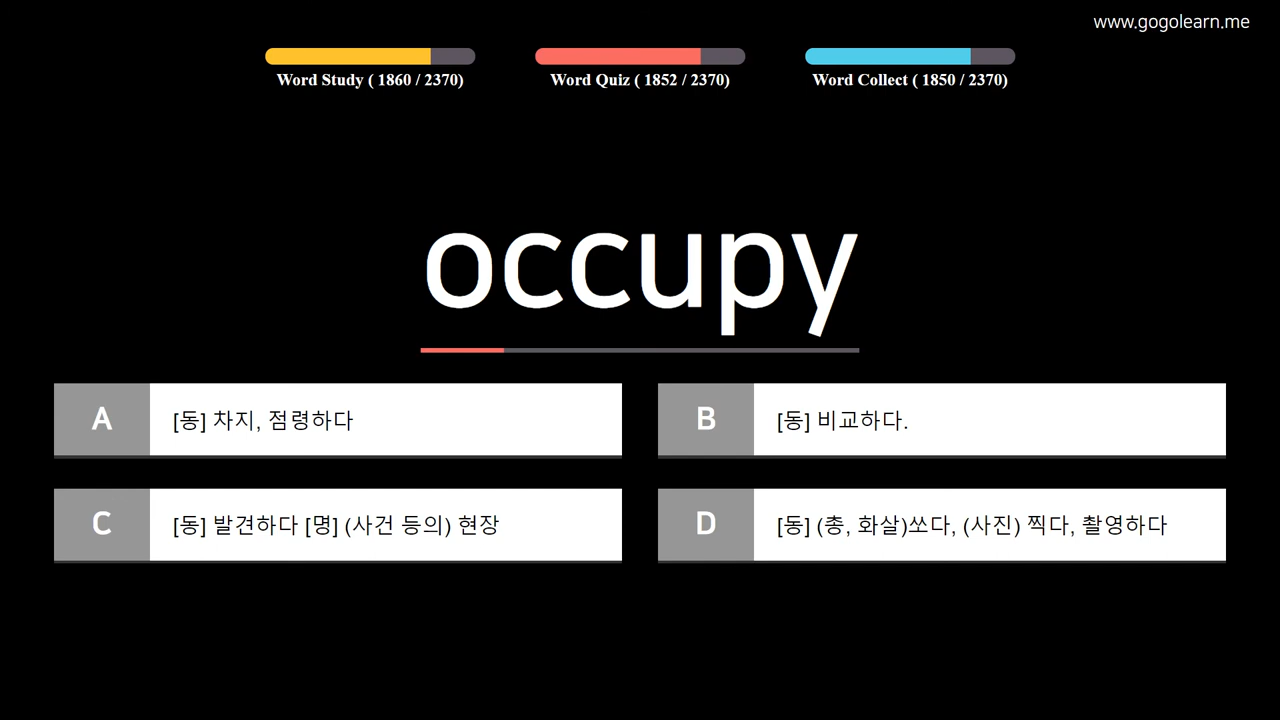 www.gogolearn.me
Word Study ( 1860 / 2370)
Word Quiz ( 1852 / 2370)
Word Collect ( 1850 / 2370)
occupy
A
[동] 차지, 점령하다
B
[동] 비교하다.
C
[동] 발견하다 [명] (사건 등의) 현장
D
[동] (총, 화살)쏘다, (사진) 찍다, 촬영하다